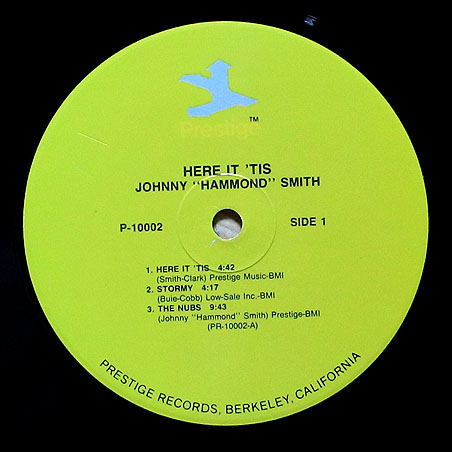 Prestige ™
HERE IT 'TIS
JOHNNY "HAMMOND" SMITH
P-10002 SIDE 1
1. HERE IT 'TIS 4:42
(Smith-Clark) Prestige Music-BMI
2. STORMY 4:17
(Buie-Cobb) Low-Sale Inc.-BMI
3. THE NUBS 9:43
(Johnny "Hammond" Smith) Prestige-BMI
(PR-10002-A)
PRESTIGE RECORDS, BERKELEY, CALIFORNIA